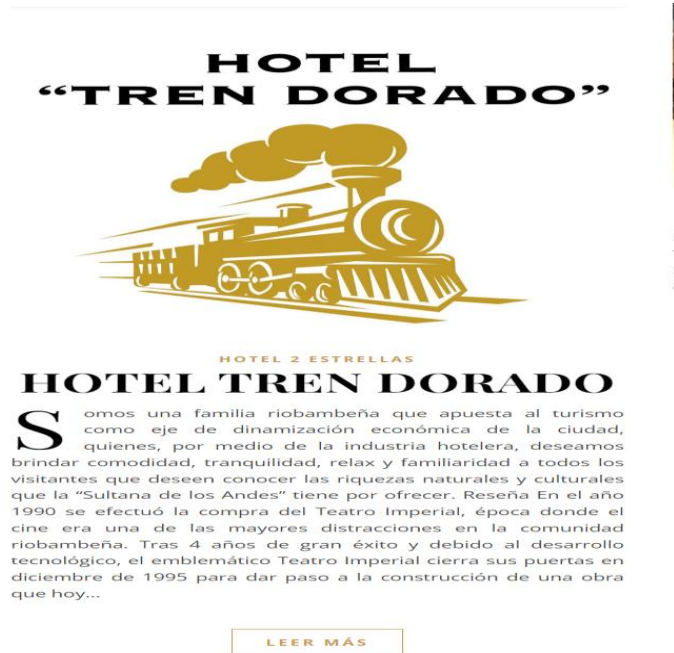 HOTEL
“TREN DORADO”
HOTEL 2 ESTRELLAS
HOTEL TREN DORADO
Somos una familia riobambeña que apuesta al turismo
como eje de dinamización económica de la ciudad,
quienes, por medio de la industria hotelera, deseamos
brindar comodidad, tranquilidad, relax y familiaridad a todos los
visitantes que deseen conocer las riquezas naturales y culturales
que la “Sultana de los Andes” tiene por ofrecer. Reseña En el año
1990 se efectuó la compra del Teatro Imperial, época donde el
cine era una de las mayores distracciones en la comunidad
riobambeña. Tras 4 años de gran éxito y debido al desarrollo
tecnológico, el emblemático Teatro Imperial cierra sus puertas en
diciembre de 1995 para dar paso a la construcción de una obra
que hoy...
LEER MÁS